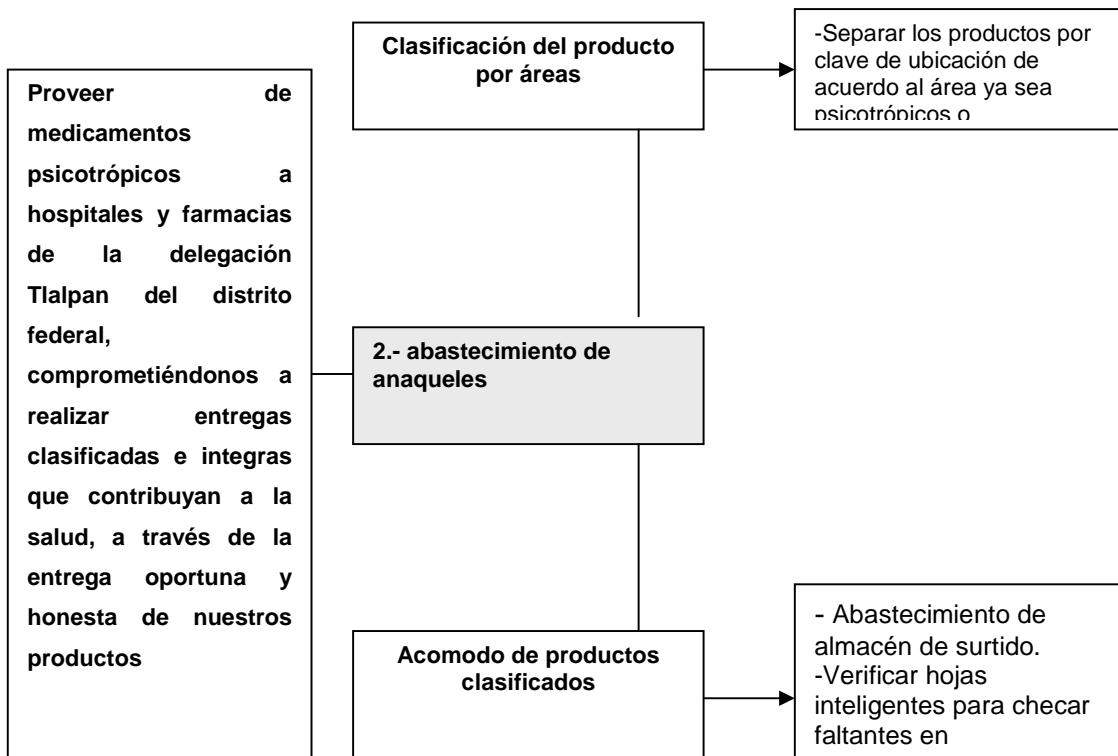 Proveer de
medicamentos
psicotrópicos a
hospitales y farmacias
de la delegación
Tlalpan del distrito
federal,
comprometiéndonos a
realizar entregas
clasificadas e integras
que contribuyan a la
salud, a través de la
entrega oportuna y
honesta de nuestros
productos
Clasificación del producto
por áreas
-Separar los productos por
clave de ubicación de
acuerdo al área ya sea
psicotrópicos o
2.- abastecimiento de
anaqueles
Acomodo de productos
clasificados
- Abastecimiento de
almacén de surtido.
-Verificar hojas
inteligentes para checar
faltantes en